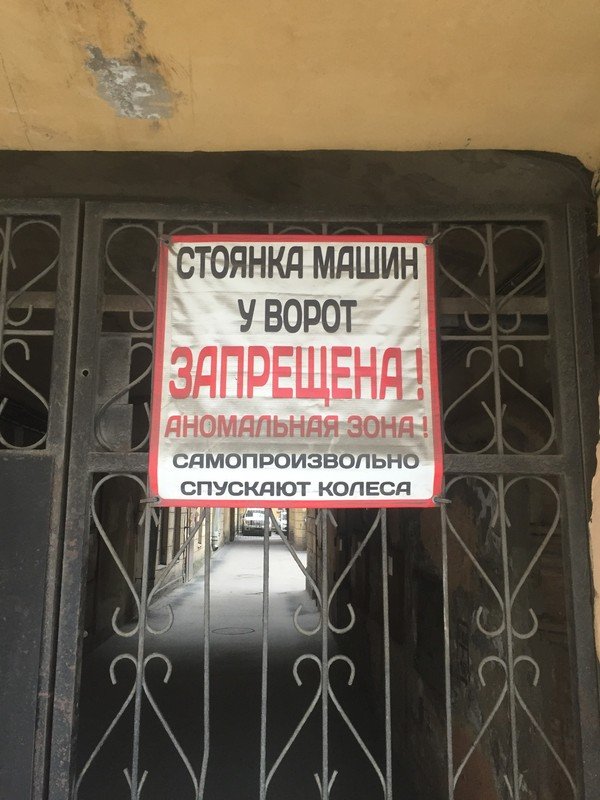 СТОЯНКА МАШИН
У ВОРОТ
ЗАПРЕЩЕНА!
АНОМАЛЬНАЯ ЗОНА!
САМОПРОИЗВОЛЬНО
СПУСКАЮТ КОЛЕСА